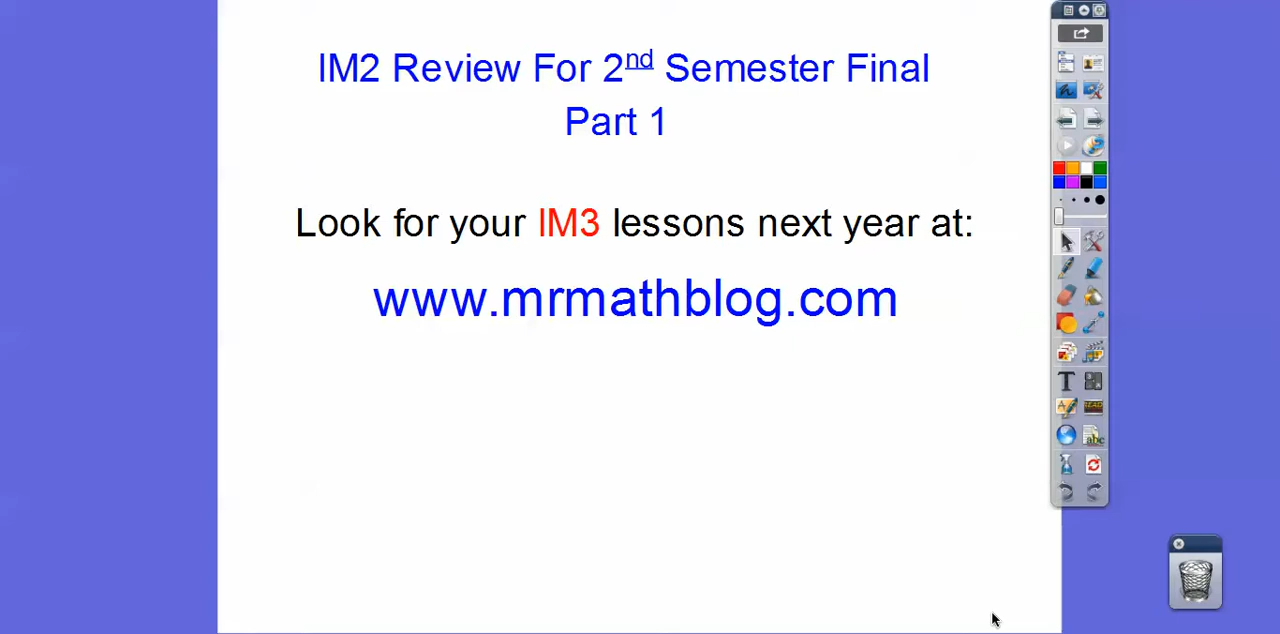 IM2 Review For 2nd Semester Final
Part 1
Look for your IM3 lessons next year at:
www.mrmathblog.com